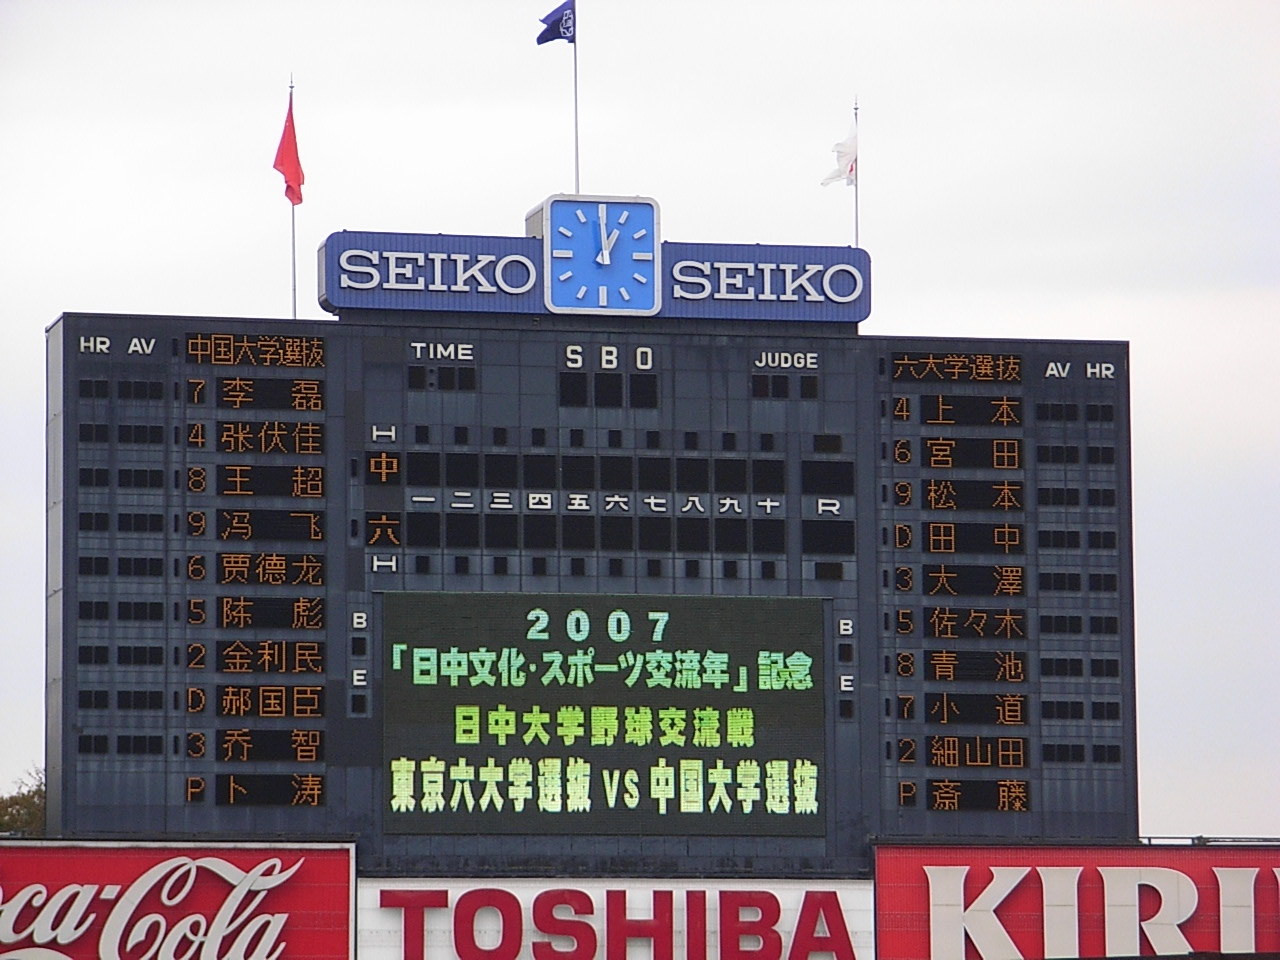 SEIKO SEIKO
HR AV 中国大学選抜
7 李 磊
4 张伏佳
8 王 超
9 冯 飞
6 贾德龙
5 陈 彪
2 金利民
D 郝国臣
3 乔 智
P 卜 涛
TIME SBO JUDGE
H
中
一 二 三 四 五 六 七 八 九 十 R
六
H
B
E
2007
「日中文化・スポーツ交流年」記念
日中大学野球交流戦
東京六大学選抜 VS 中国大学選抜
B
E
六大学選抜 AV HR
4 上 本
6 宮 田
9 松 本
D 田 中
3 大 澤
5 佐々木
8 青 池
7 小 道
2 細山田
P 斎 藤
Coca-Cola
TOSHIBA
KIRI